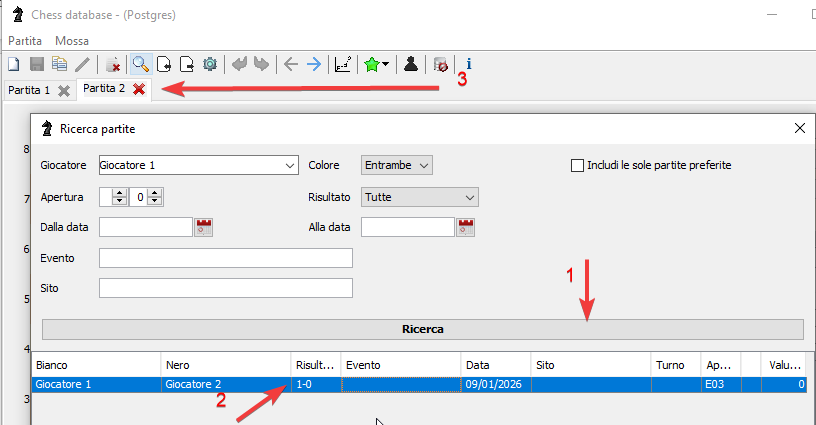 Chess database - (Postgres)
Partita Mossa
3
Partita 1 Partita 2
Ricerca partite
8
Giocatore Giocatore 1 Colore Entrambe Includi le sole partite preferite
7
Apertura 0 Risultato Tutte
Dalla data Alla data
6
Evento
1
5
Sito
Ricerca
4
Bianco Nero Risult... Evento Data Sito Turno Ap... Valu...
Giocatore 1 Giocatore 2 1-0 09/01/2026 E03 0
2
3